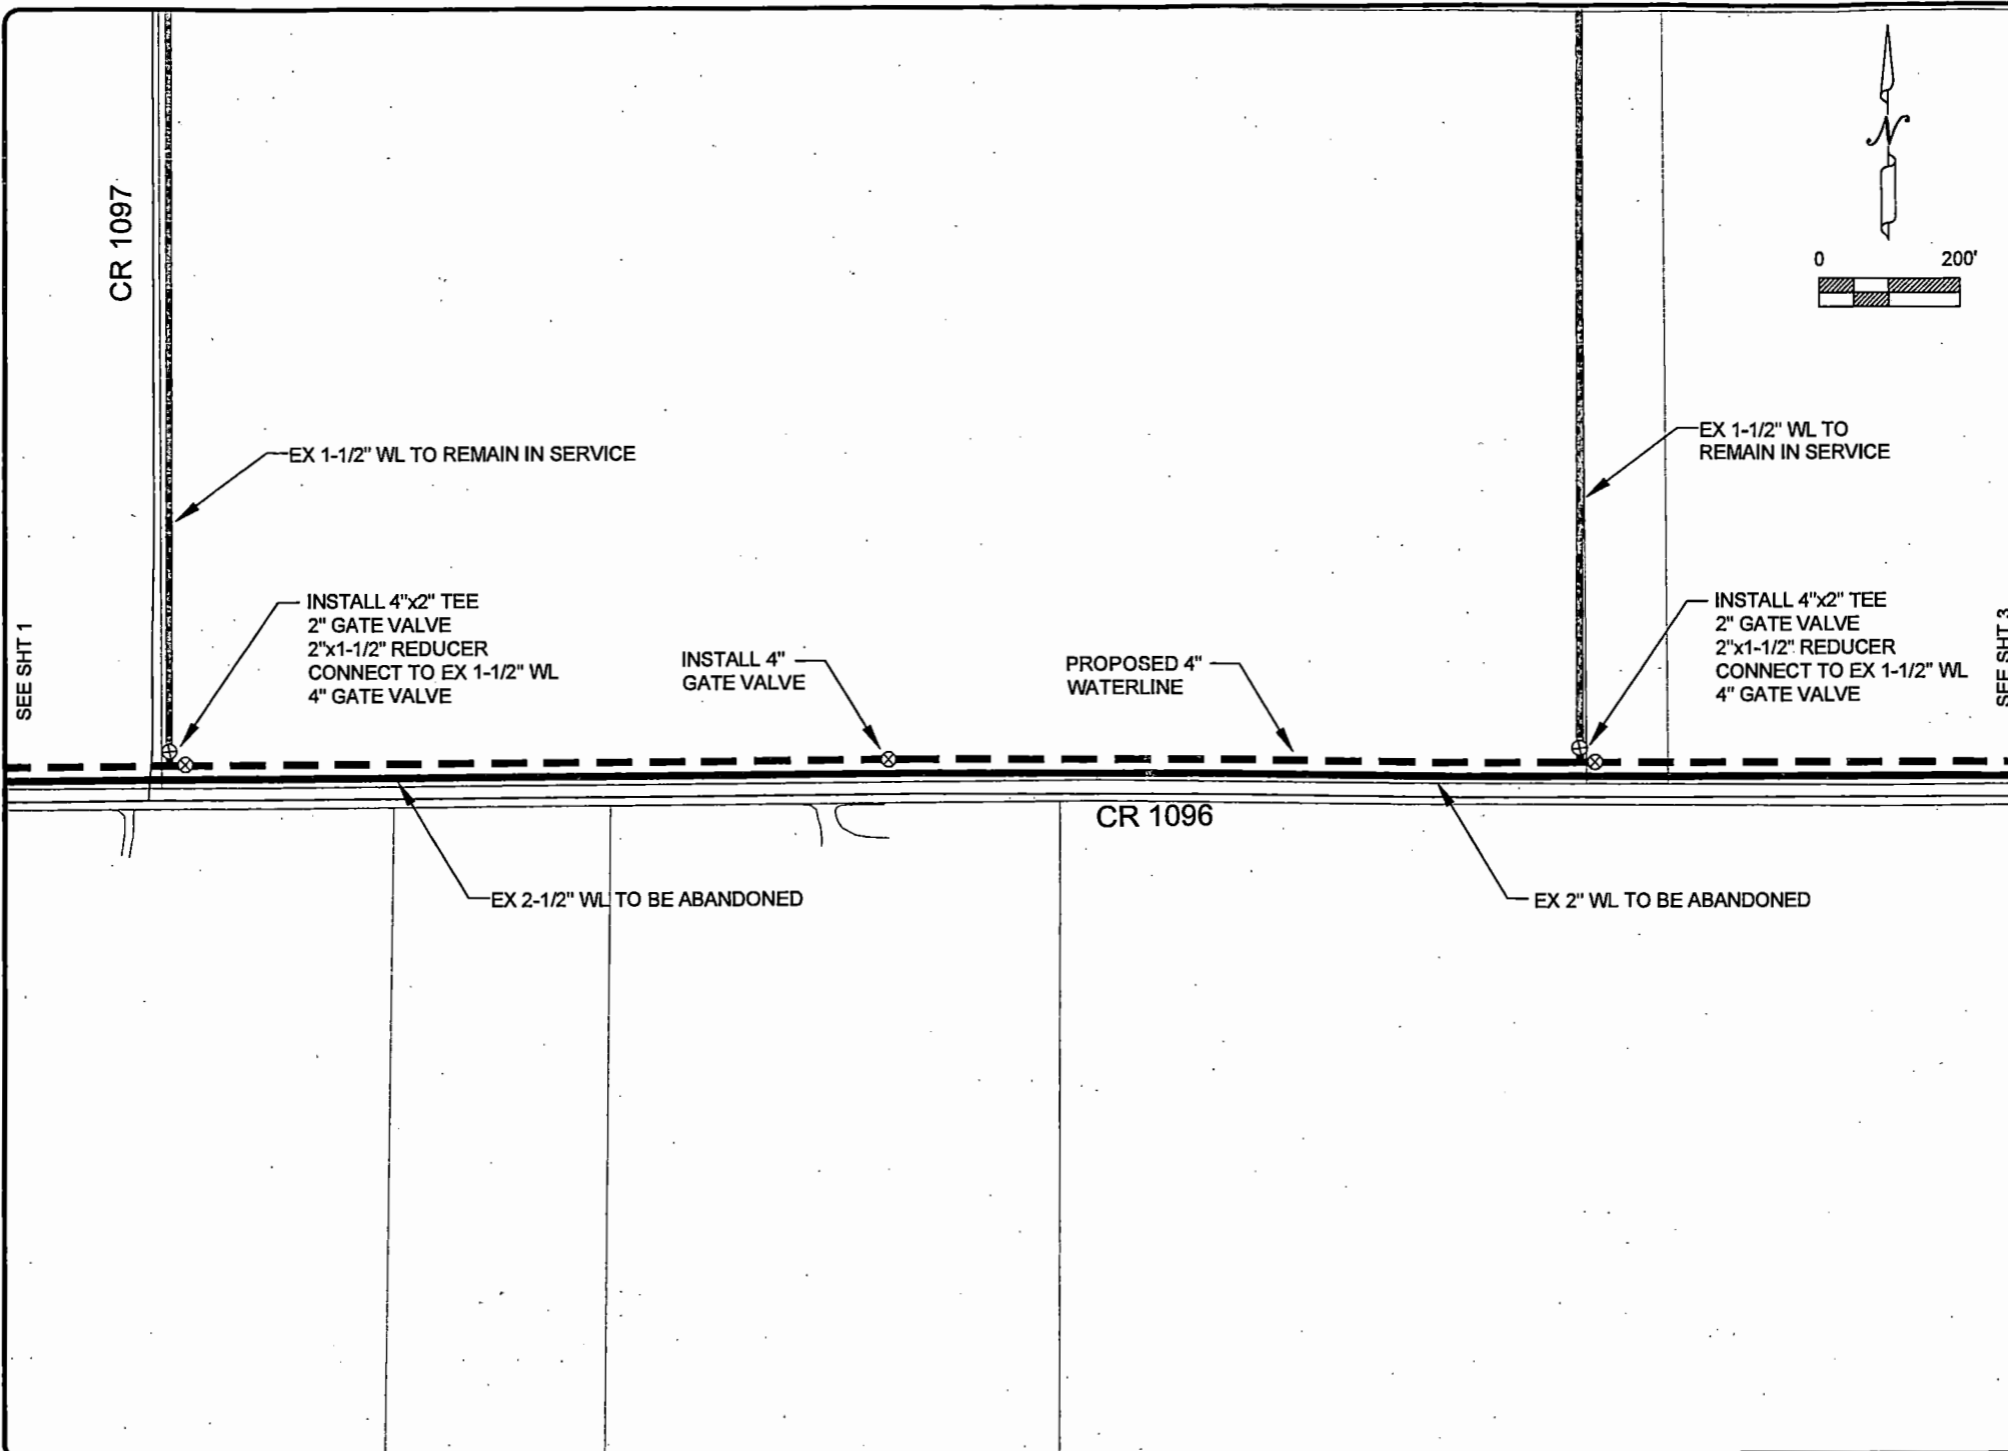 N
0 200'
CR 1097
EX 1-1/2" WL TO REMAIN IN SERVICE
EX 1-1/2" WL TO
REMAIN IN SERVICE
SEE SHT 1
INSTALL 4"x2" TEE
2" GATE VALVE
2"x1-1/2" REDUCER
CONNECT TO EX 1-1/2" WL
4" GATE VALVE
INSTALL 4"
GATE VALVE
PROPOSED 4"
WATERLINE
INSTALL 4"x2" TEE
2" GATE VALVE
2"x1-1/2" REDUCER
CONNECT TO EX 1-1/2" WL
4" GATE VALVE
SEE SHT 3
CR 1096
EX 2-1/2" WL TO BE ABANDONED
EX 2" WL TO BE ABANDONED